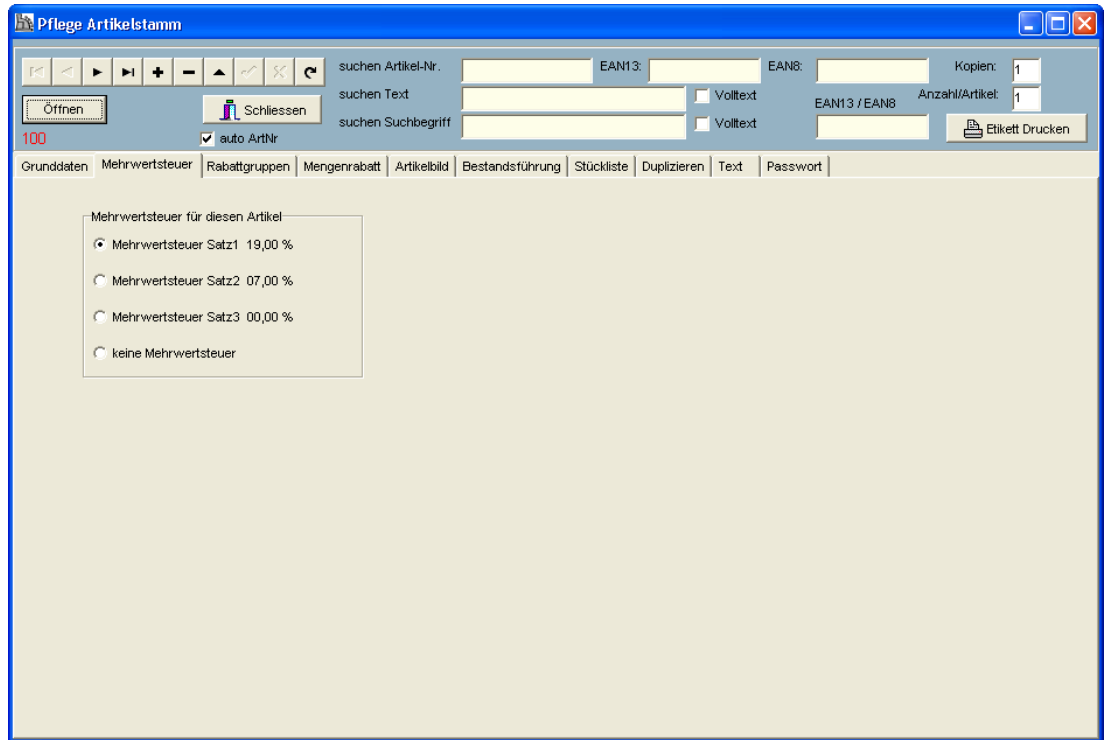 Pflege Artikelstamm
suchen Artikel-Nr. EAN13: EAN8: Kopien: 1
Öffnen Schliessen suchen Text Volltext EAN13 / EAN8 Anzahl/Artikel: 1
100 auto ArtNr suchen Suchbegriff Volltext Etikett Drucken
Grunddaten Mehrwertsteuer Rabattgruppen Mengenrabatt Artikelbild Bestandsführung Stückliste Duplizieren Text Passwort
Mehrwertsteuer für diesen Artikel
Mehrwertsteuer Satz1 19,00 %
Mehrwertsteuer Satz2 07,00 %
Mehrwertsteuer Satz3 00,00 %
keine Mehrwertsteuer